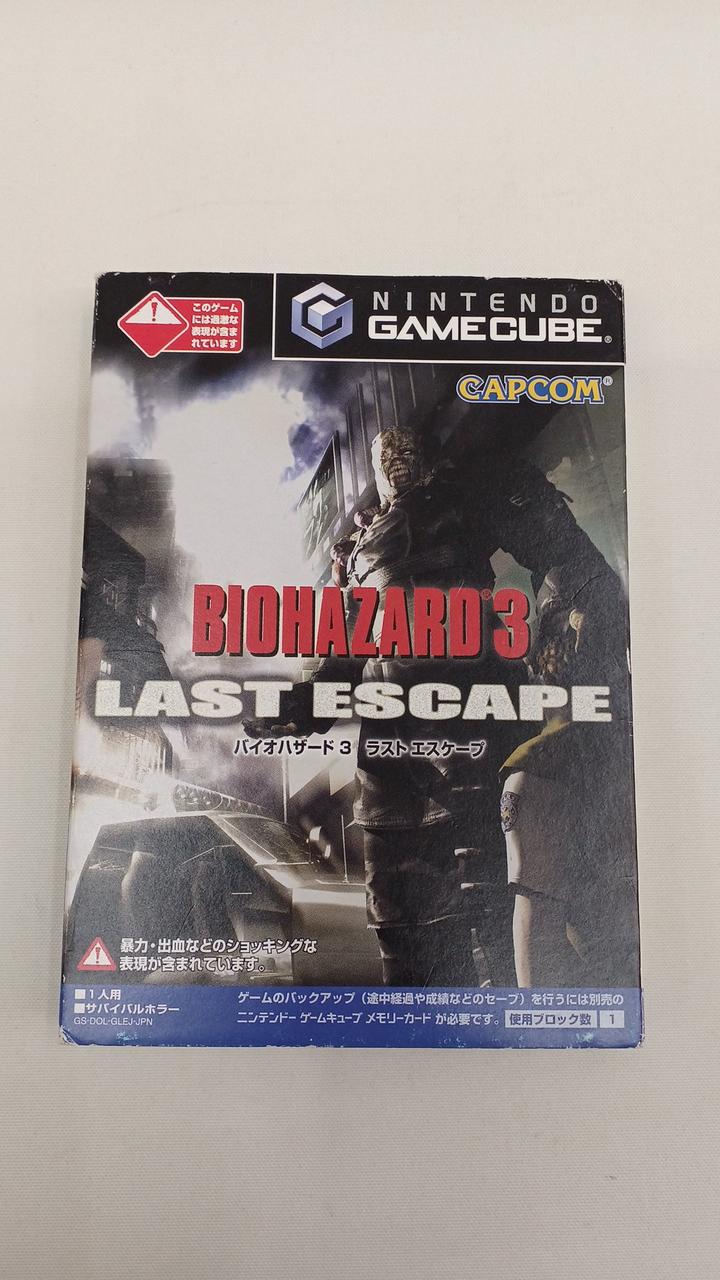 このゲーム
には過激な
表現が含ま
れています
NINTENDO
GAMECUBE®
CAPCOM®
BIOHAZARD®3
LAST ESCAPE
バイオハザード3 ラストエスケープ
暴力・出血などのショッキングな
表現が含まれています。
■1人用
■サバイバルホラー
GS-DOL-GLEJ-JPN
ゲームのバックアップ（途中経過や成績などのセーブ）を行うには別売の
ニンテンドーゲームキューブ メモリーカード が必要です。 使用ブロック数 1